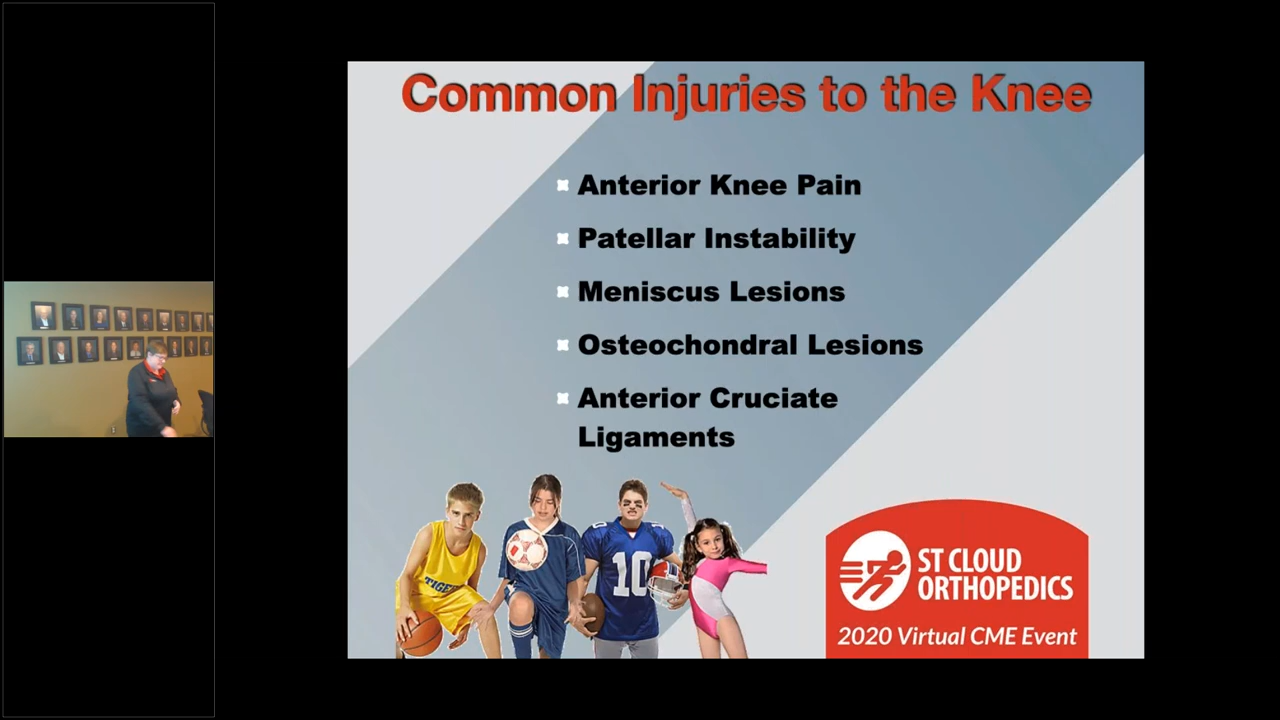 Common Injuries to the Knee
Anterior Knee Pain
Patellar Instability
Meniscus Lesions
Osteochondral Lesions
Anterior Cruciate
Ligaments
TIGE
10
ST CLOUD
ORTHOPEDICS
2020 Virtual CME Event